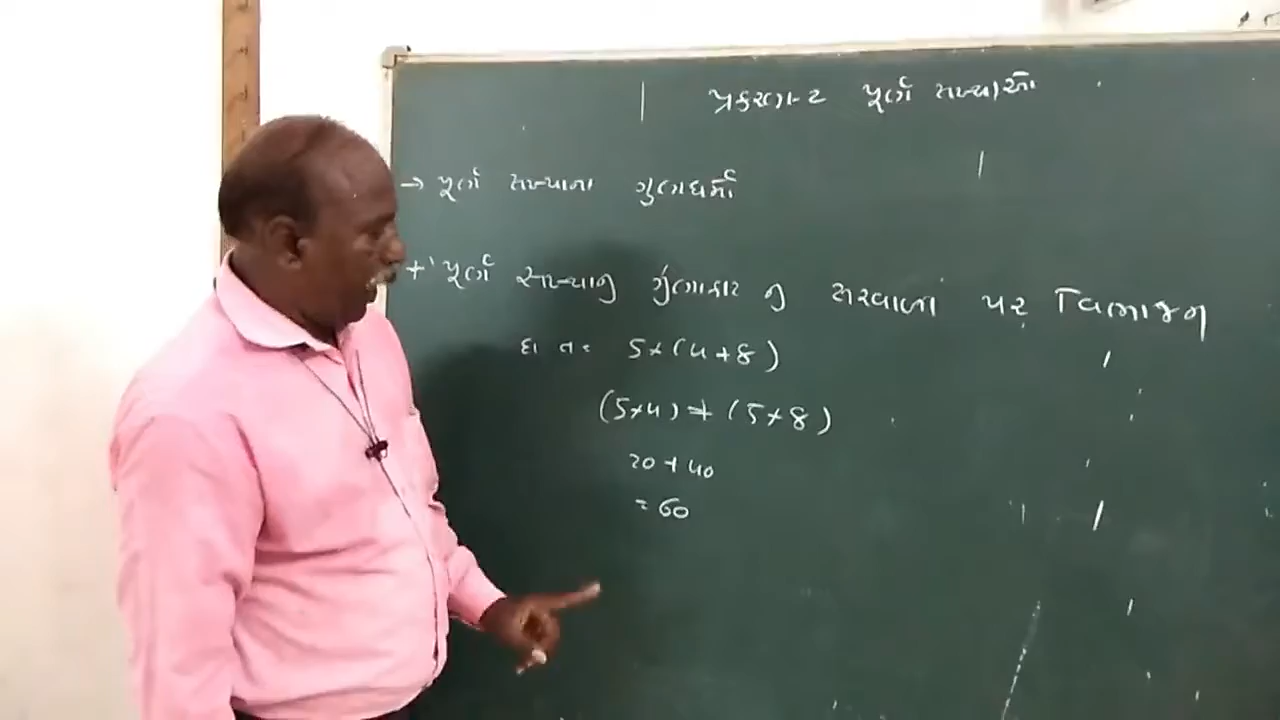 પ્રકરણ-૨ પૂર્ણ સંખ્યાઓ
→ પૂર્ણ સંખ્યાના ગુણધર્મો
+ પૂર્ણ સંખ્યાનુ ગુંણાકાર નુ સરવાળા પર વિભાજન
દા ત = 5×(4+8)
(5×4)+(5×8)
20+40
=60